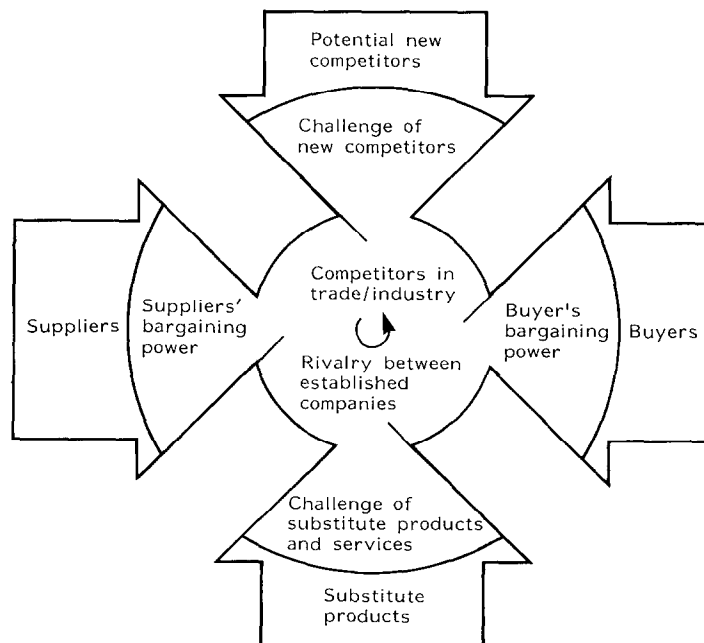 Potential new
competitors
Challenge of
new competitors
Competitors in
trade/industry
Suppliers
Suppliers'
bargaining
power
Buyer's
bargaining
power
Buyers
Rivalry between
established
companies
Challenge of
substitute products
and services
Substitute
products